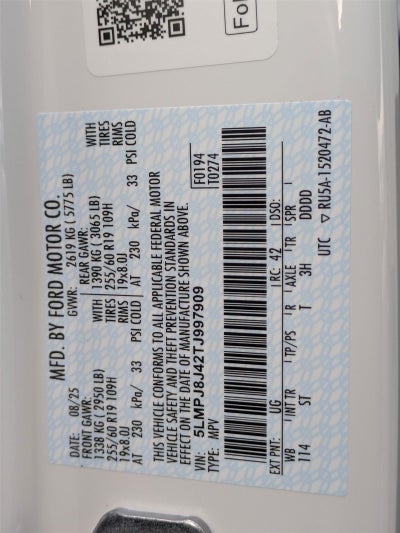 Fo
MFD. BY FORD MOTOR CO.
DATE: 08/25 GVWR: 2619 KG ( 5775 LB)
FRONT GAWR: REAR GAWR:
1338 KG ( 2950 LB) WITH 1390 KG ( 3065 LB) WITH
255/60 R19 109H TIRES 255/60 R19 109H TIRES
19x8.0J RIMS 19x8.0J RIMS
AT 230 kPa/ 33 PSI COLD AT 230 kPa/ 33 PSI COLD
THIS VEHICLE CONFORMS TO ALL APPLICABLE FEDERAL MOTOR
VEHICLE SAFETY AND THEFT PREVENTION STANDARDS IN
EFFECT ON THE DATE OF MANUFACTURE SHOWN ABOVE.
VIN: 5LMPJ8J42TJ997909 F0194
TYPE: MPV T0274
EXT PNT: UG RC: 42 DSO:
WB INT TR TP/PS R AXLE TR SPR
114 ST T 3H DDDD
UTC ▽ RU5A-1520472-AB